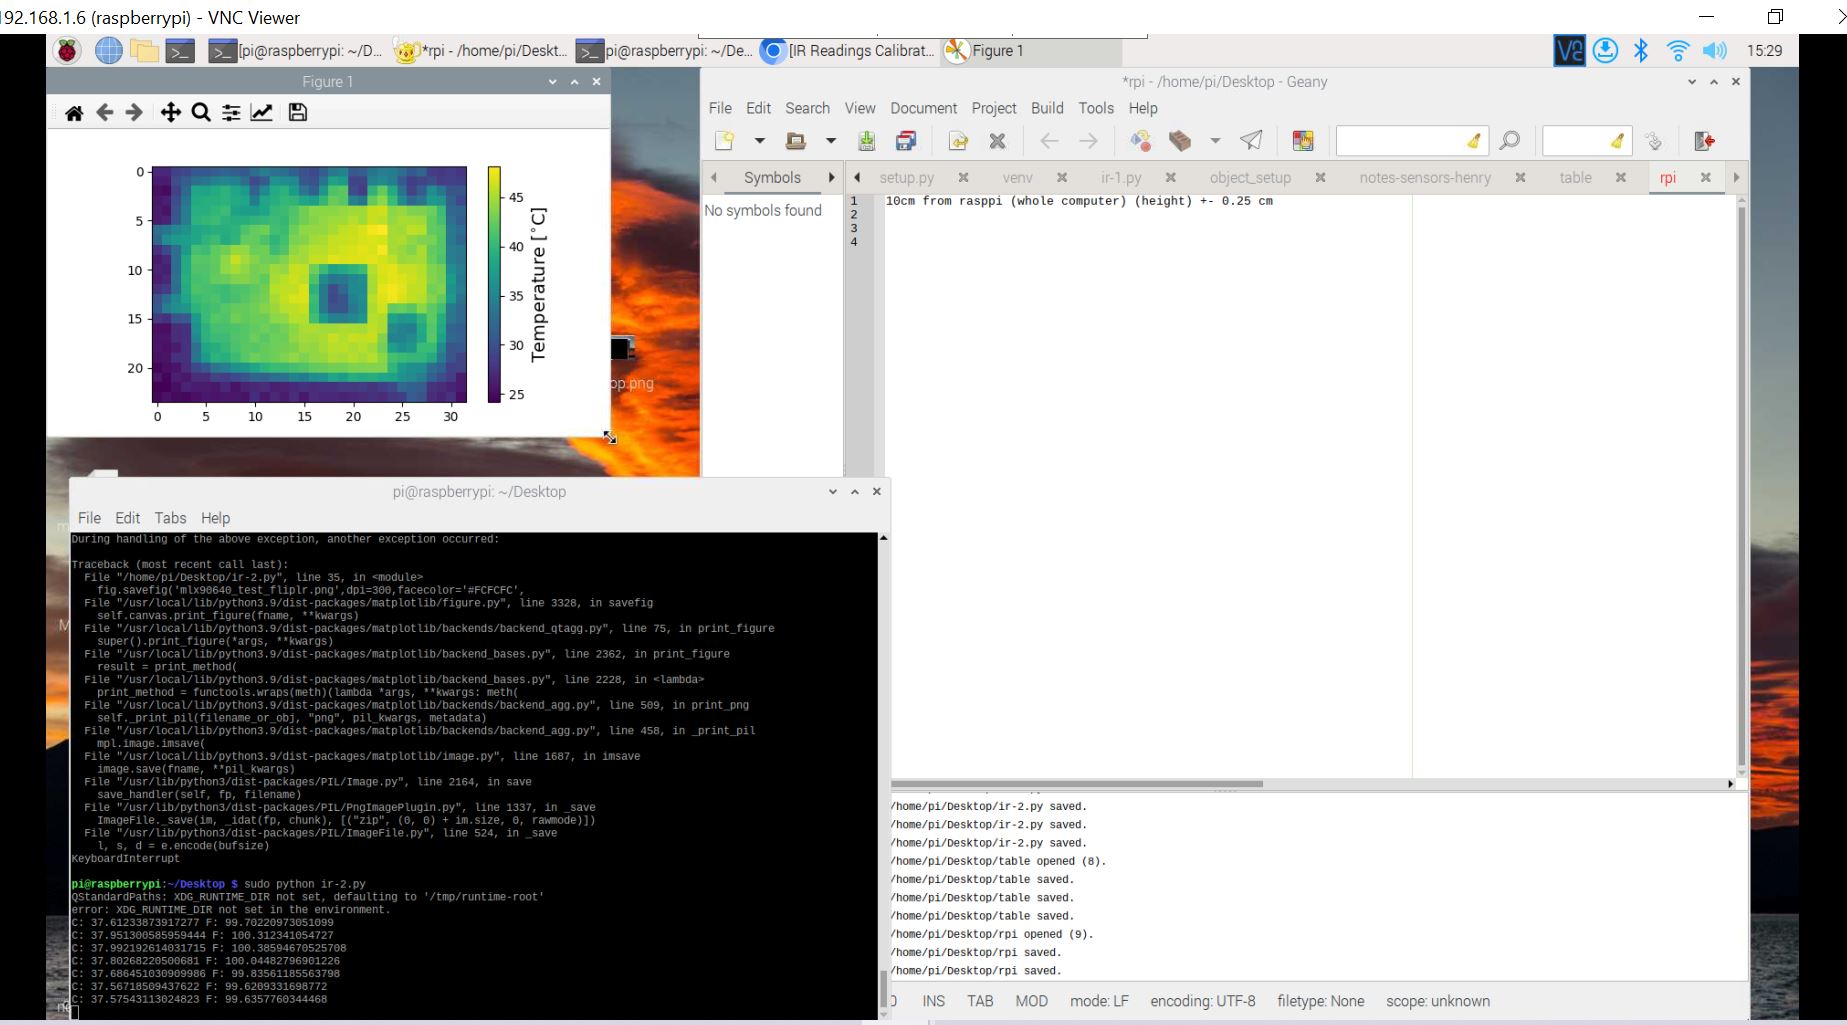 192.168.1.6 (raspberrypi) - VNC Viewer
[pi@raspberrypi: ~/D...
*rpi - /home/pi/Deskt...
pi@raspberrypi: ~/De...
[IR Readings Calibrat...
Figure 1
15:29
Figure 1
0
5
10
15
20
0 5 10 15 20 25 30
45
40
35
30
25
Temperature [˚C]
op.png
*rpi - /home/pi/Desktop - Geany
File Edit Search View Document Project Build Tools Help
Symbols
setup.py venv ir-1.py object_setup notes-sensors-henry table rpi
No symbols found
1 10cm from rasppi (whole computer) (height) +- 0.25 cm
2
3
4
pi@raspberrypi: ~/Desktop
File Edit Tabs Help
During handling of the above exception, another exception occurred:
Traceback (most recent call last):
File "/home/pi/Desktop/ir-2.py", line 35, in <module>
fig.savefig('mlx90640_test_fliplr.png',dpi=300,facecolor='#FCFCFC',
File "/usr/local/lib/python3.9/dist-packages/matplotlib/figure.py", line 3328, in savefig
self.canvas.print_figure(fname, **kwargs)
File "/usr/local/lib/python3.9/dist-packages/matplotlib/backends/backend_qtagg.py", line 75, in print_figure
super().print_figure(*args, **kwargs)
File "/usr/local/lib/python3.9/dist-packages/matplotlib/backend_bases.py", line 2362, in print_figure
result = print_method(
File "/usr/local/lib/python3.9/dist-packages/matplotlib/backend_bases.py", line 2228, in <lambda>
print_method = functools.wraps(meth)(lambda *args, **kwargs: meth(
File "/usr/local/lib/python3.9/dist-packages/matplotlib/backends/backend_agg.py", line 509, in print_png
self._print_pil(filename_or_obj, "png", pil_kwargs, metadata)
File "/usr/local/lib/python3.9/dist-packages/matplotlib/backends/backend_agg.py", line 458, in _print_pil
mpl.image.imsave(
File "/usr/local/lib/python3.9/dist-packages/matplotlib/image.py", line 1687, in imsave
image.save(fname, **pil_kwargs)
File "/usr/lib/python3/dist-packages/PIL/Image.py", line 2164, in save
save_handler(self, fp, filename)
File "/usr/lib/python3/dist-packages/PIL/PngImagePlugin.py", line 1337, in _save
ImageFile._save(im, _idat(fp, chunk), [("zip", (0, 0) + im.size, 0, rawmode)])
File "/usr/lib/python3/dist-packages/PIL/ImageFile.py", line 524, in _save
l, s, d = e.encode(bufsize)
KeyboardInterrupt
pi@raspberrypi:~/Desktop $ sudo python ir-2.py
QStandardPaths: XDG_RUNTIME_DIR not set, defaulting to '/tmp/runtime-root'
error: XDG_RUNTIME_DIR not set in the environment.
C: 37.61233873917277 F: 99.70220973051099
C: 37.951300585959444 F: 100.312341054727
C: 37.992192614031715 F: 100.38594670525708
C: 37.80268220500681 F: 100.04482796901226
C: 37.686451030909986 F: 99.83561185563798
C: 37.56718509437622 F: 99.6209331698772
C: 37.57543113024823 F: 99.6357760344468
/home/pi/Desktop/ir-2.py saved.
/home/pi/Desktop/ir-2.py saved.
/home/pi/Desktop/ir-2.py saved.
/home/pi/Desktop/table opened (8).
/home/pi/Desktop/table saved.
/home/pi/Desktop/table saved.
/home/pi/Desktop/table saved.
/home/pi/Desktop/rpi opened (9).
/home/pi/Desktop/rpi saved.
/home/pi/Desktop/rpi saved.
INS TAB MOD mode: LF encoding: UTF-8 filetype: None scope: unknown